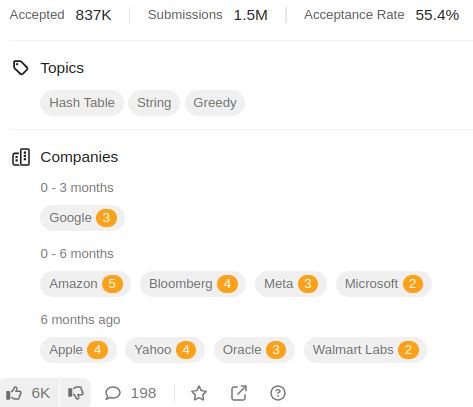 Accepted 837K Submissions 1.5M Acceptance Rate 55.4%
Topics
Hash Table String Greedy
Companies
0 - 3 months
Google 3
0 - 6 months
Amazon 5 Bloomberg 4 Meta 3 Microsoft 2
6 months ago
Apple 4 Yahoo 4 Oracle 3 Walmart Labs 2
6K 198